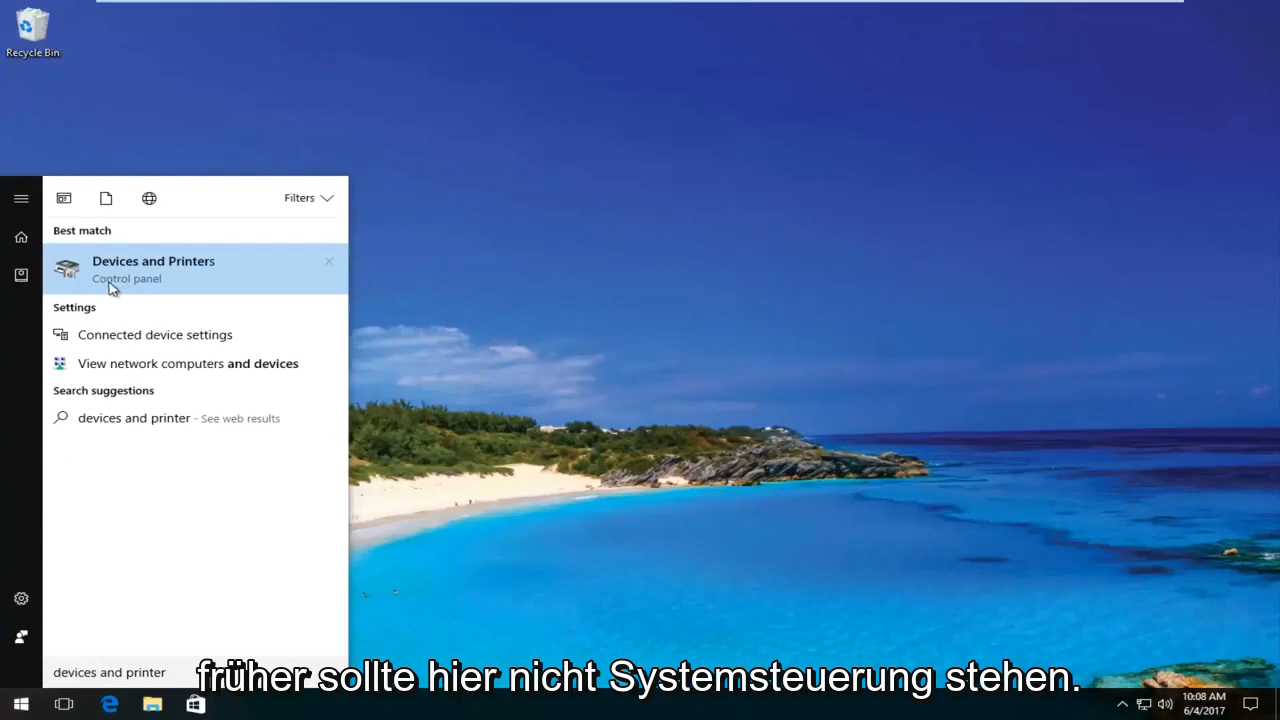 Recycle Bin
Filters
Best match
Devices and Printers
Control panel
Settings
Connected device settings
View network computers and devices
Search suggestions
devices and printer - See web results
devices and printer
früher sollte hier nicht Systemsteuerung stehen.
10:08 AM
6/4/2017